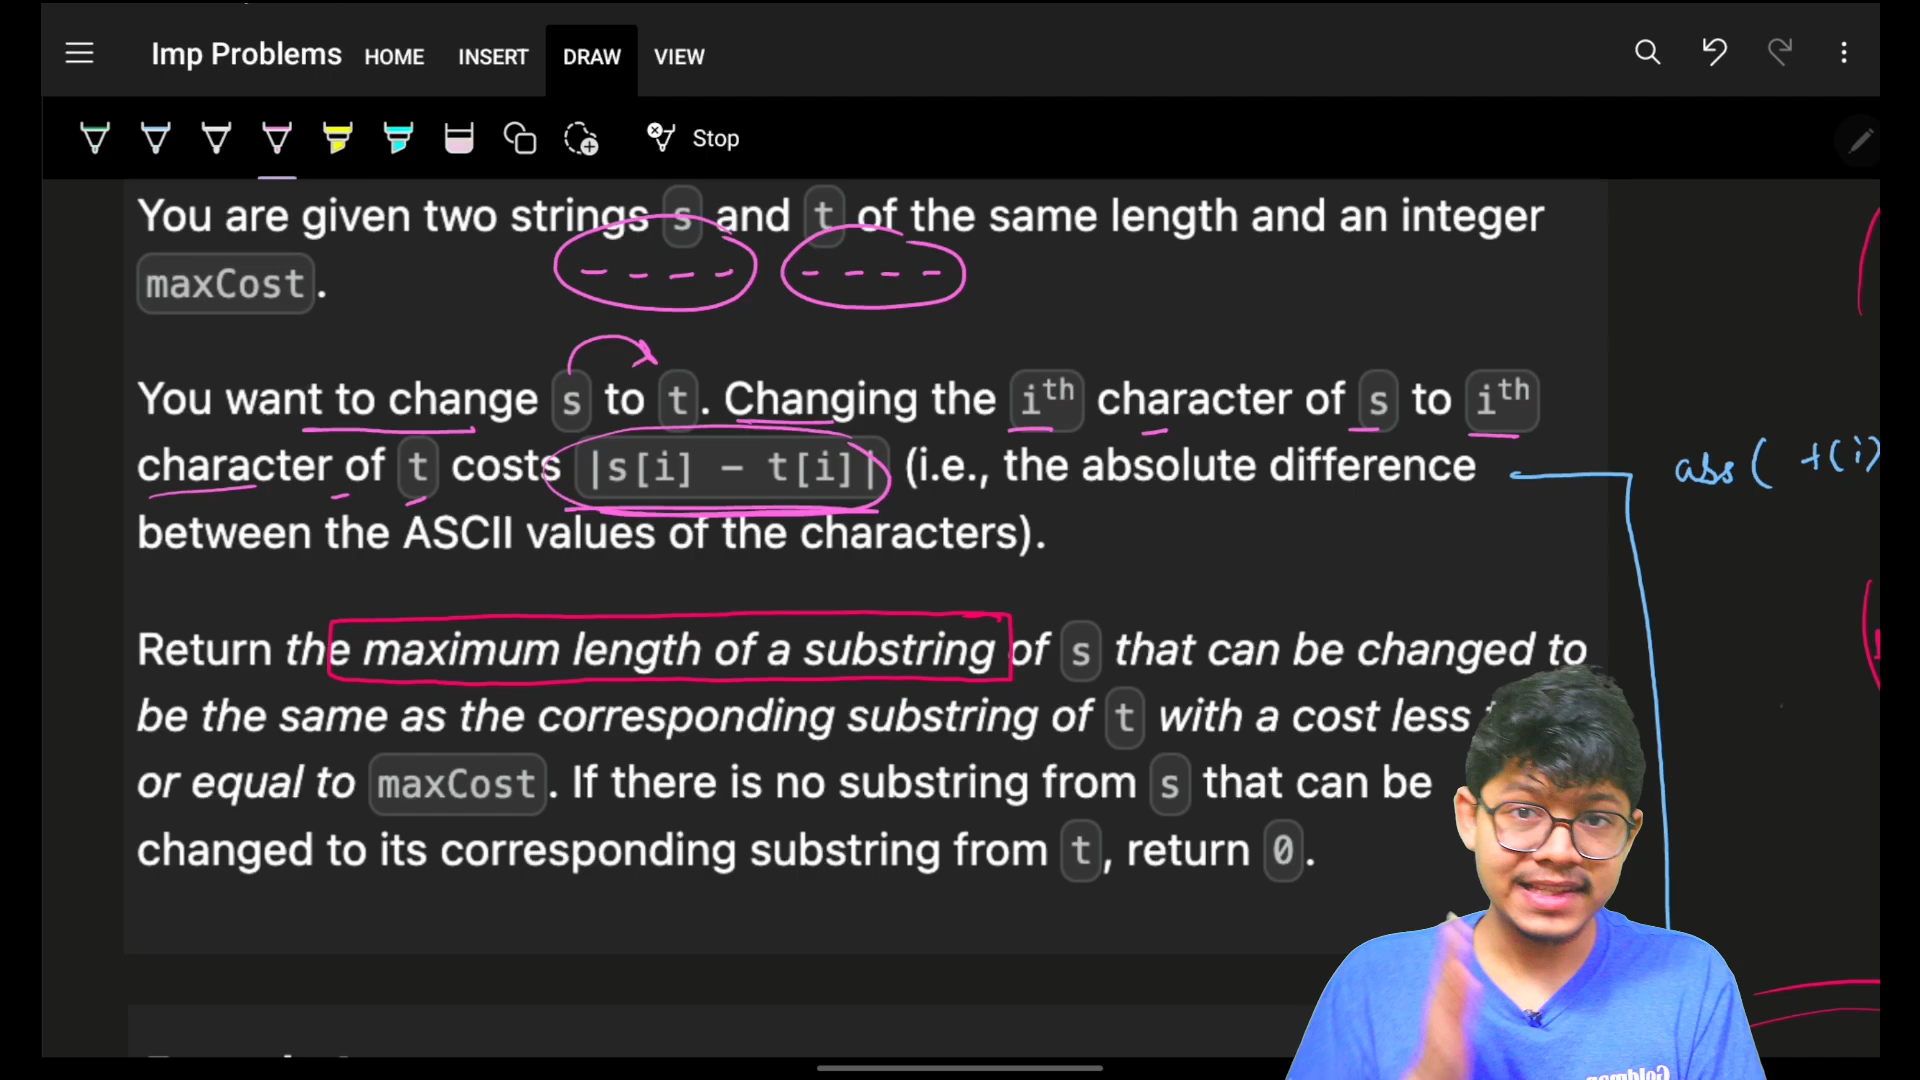 Imp Problems HOME INSERT DRAW VIEW
Stop
You are given two strings s and t of the same length and an integer
maxCost.
You want to change s to t. Changing the ith character of s to ith
character of t costs |s[i] - t[i]| (i.e., the absolute difference
abs( t(i)
between the ASCII values of the characters).
Return the maximum length of a substring of s that can be changed to
be the same as the corresponding substring of t with a cost less
or equal to maxCost. If there is no substring from s that can be
changed to its corresponding substring from t, return 0.